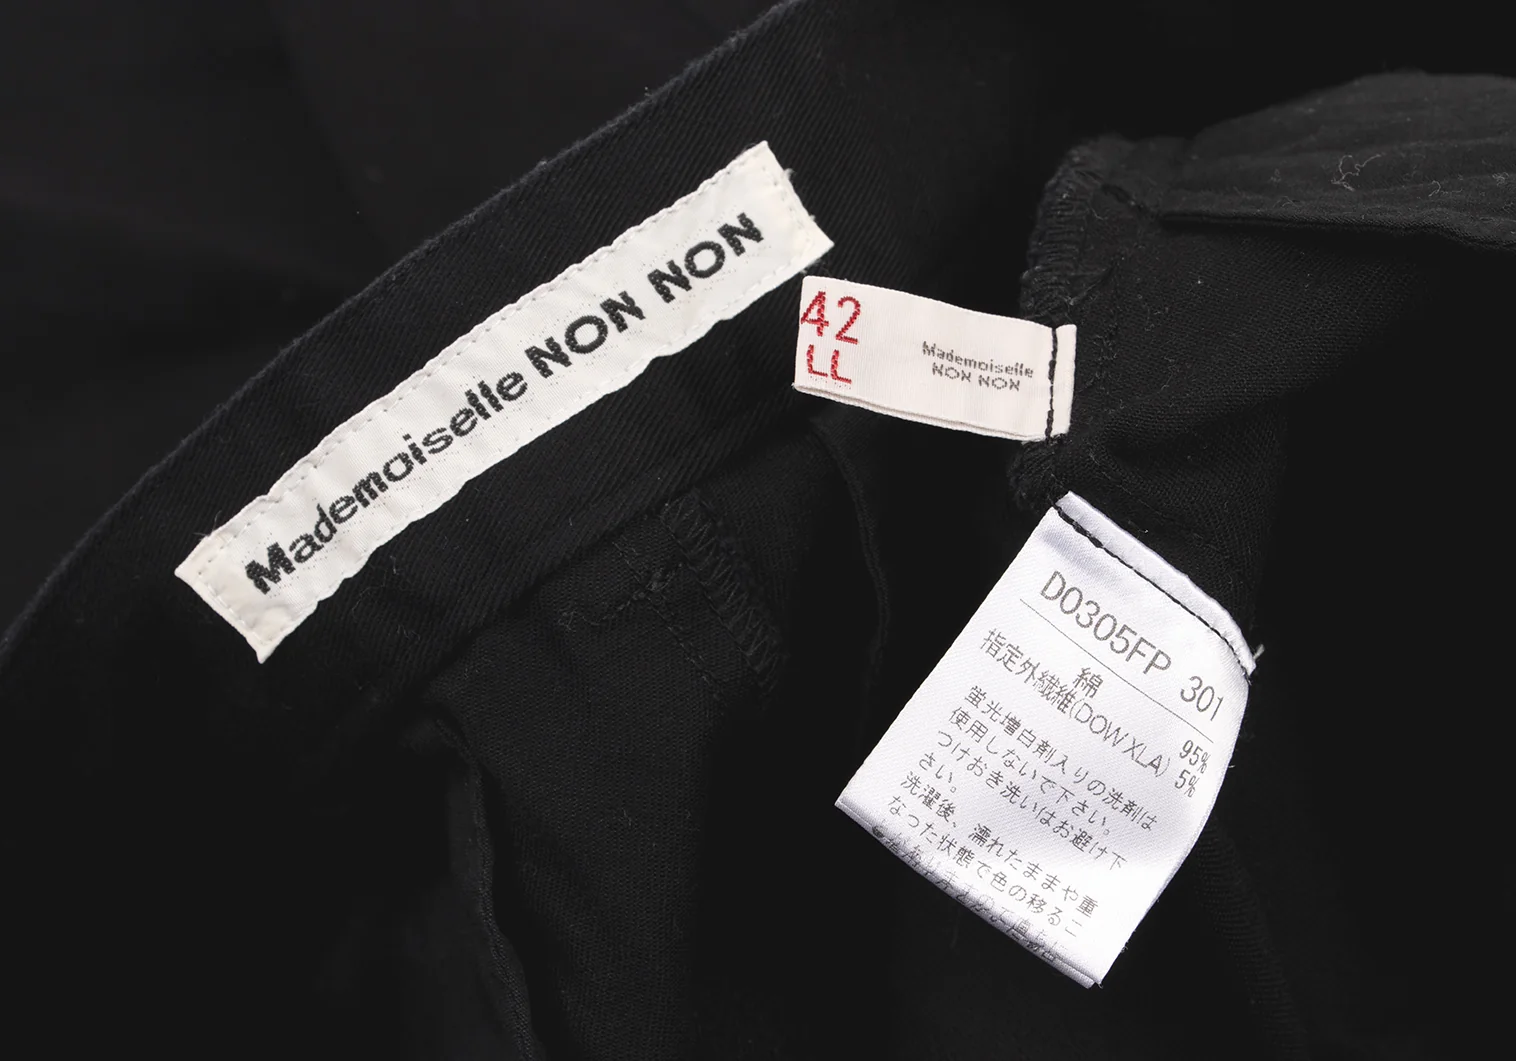 Mademoiselle NON NON
42
LL
Mademoiselle
NON NON
D0305FP 301
綿 95%
指定外繊維(DOW XLA) 5%
蛍光増白剤入りの洗剤は
使用しないで下さい。
つけおき洗いはお避け下
さい。
洗濯後、濡れたままや重
なった状態で色の移るこ